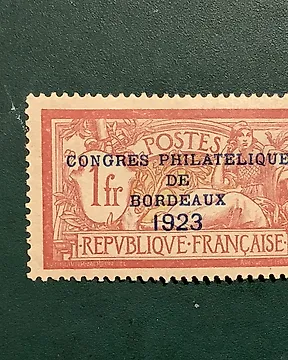 POSTES
CONGRES PHILATELIQUE
1fr
DE
BORDEAUX
1923
REPVBLIQVE·FRANÇAISE